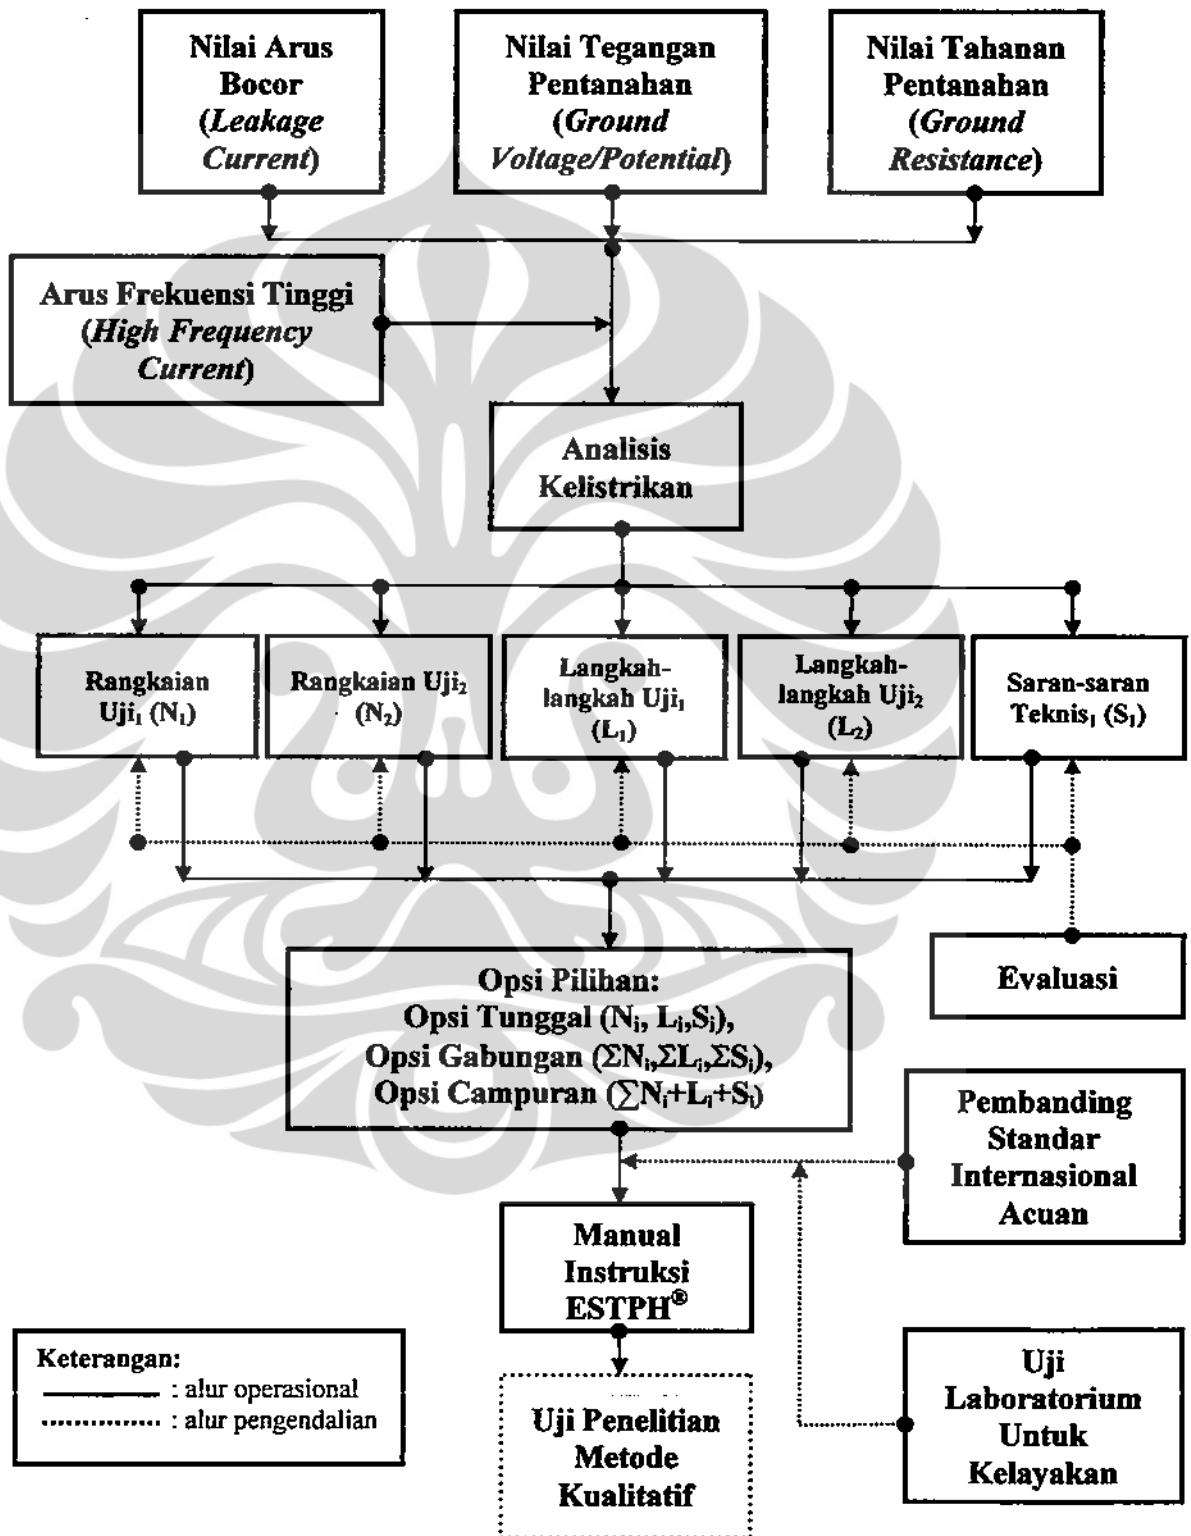 Nilai Arus
Bocor
(Leakage
Current)
Nilai Tegangan
Pentanahan
(Ground
Voltage/Potential)
Nilai Tahanan
Pentanahan
(Ground
Resistance)
Arus Frekuensi Tinggi
(High Frequency
Current)
Analisis
Kelistrikan
Rangkaian
Uji₁ (N₁)
Rangkaian Uji₂
(N₂)
Langkah-
langkah Uji₁
(L₁)
Langkah-
langkah Uji₂
(L₂)
Saran-saran
Teknis₁ (S₁)
Evaluasi
Opsi Pilihan:
Opsi Tunggal (Nᵢ, Lᵢ,Sᵢ),
Opsi Gabungan (ΣNᵢ,ΣLᵢ,ΣSᵢ),
Opsi Campuran (∑Nᵢ+Lᵢ+Sᵢ)
Pembanding
Standar
Internasional
Acuan
Manual
Instruksi
ESTPH®
Uji
Laboratorium
Untuk
Kelayakan
Uji Penelitian
Metode
Kualitatif
Keterangan:
: alur operasional
: alur pengendalian